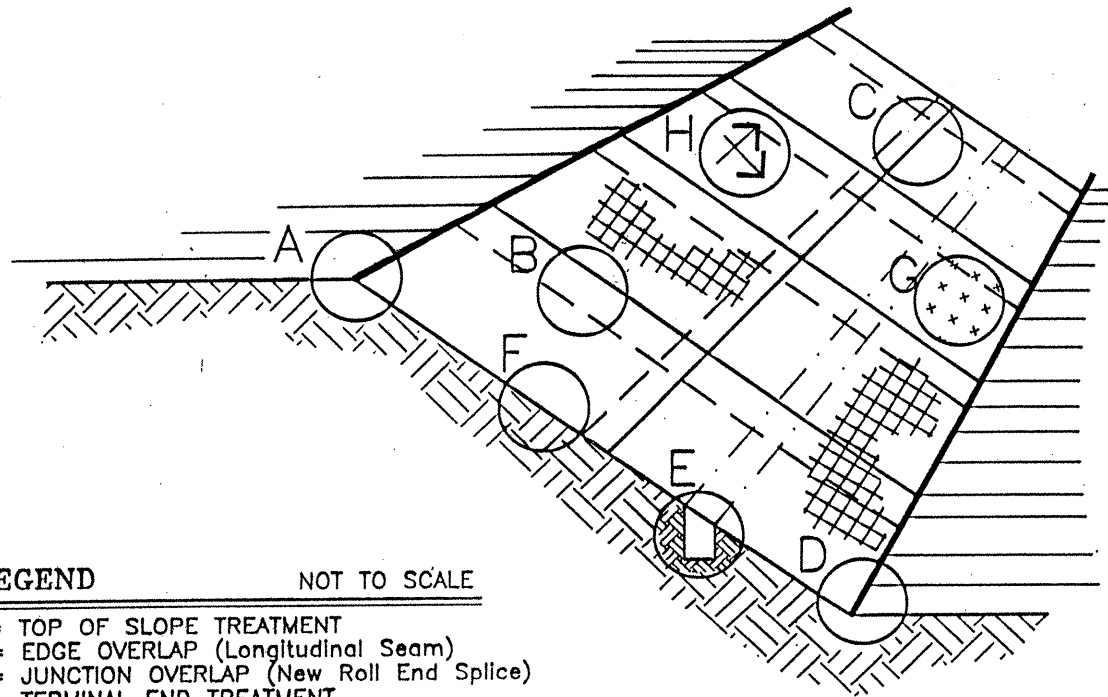 C
H
A
B
G
F
E
D
EGEND NOT TO SCALE
= TOP OF SLOPE TREATMENT
= EDGE OVERLAP (Longitudinal Seam)
= JUNCTION OVERLAP (New Roll End Splice)
TERMINAL END TREATMENT